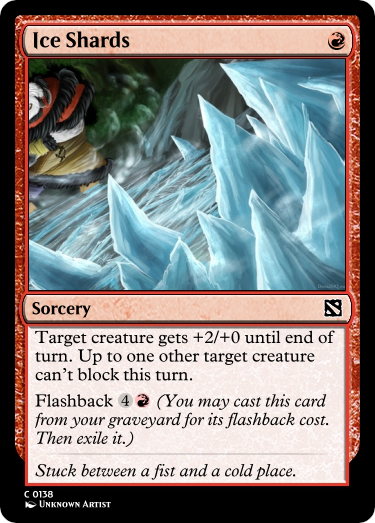 Ice Shards
Sorcery
Target creature gets +2/+0 until end of
turn. Up to one other target creature
can't block this turn.
Flashback 4 (You may cast this card
from your graveyard for its flashback cost.
Then exile it.)
Stuck between a fist and a cold place.
C 0138
Unknown Artist